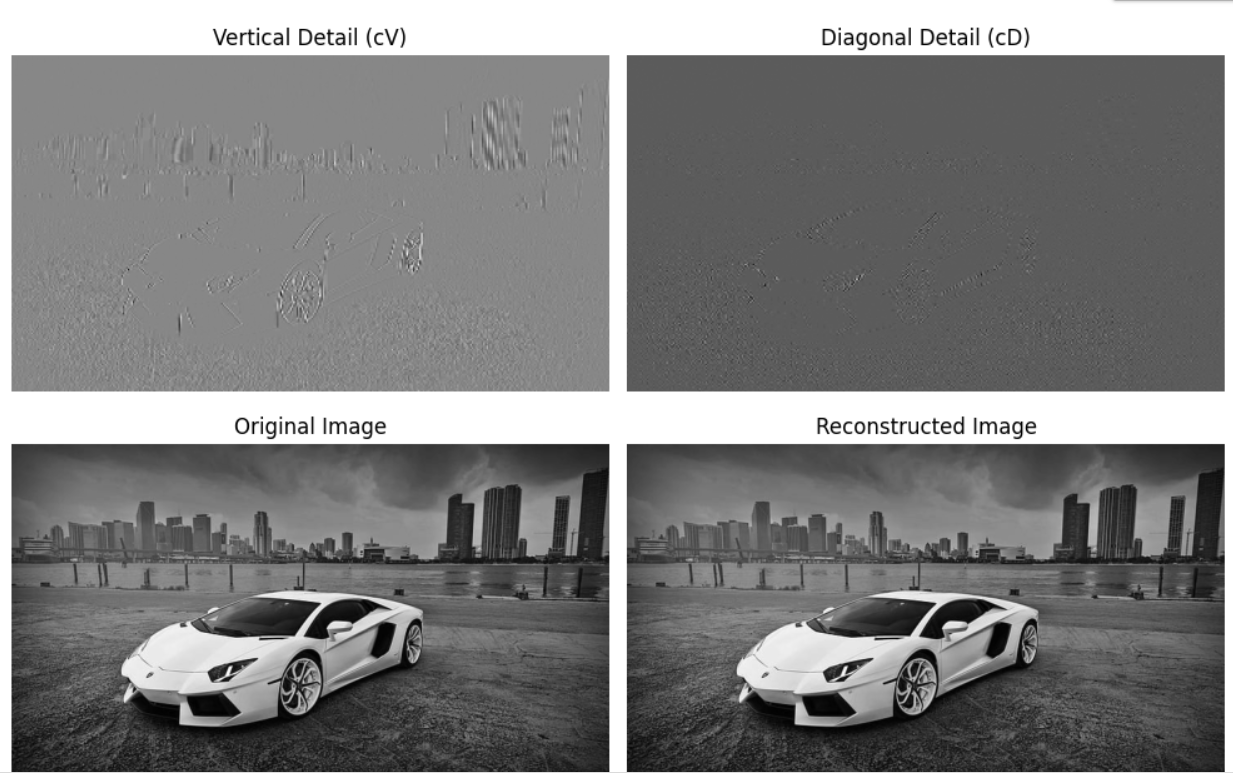 Vertical Detail (cV)
Diagonal Detail (cD)
Original Image
Reconstructed Image